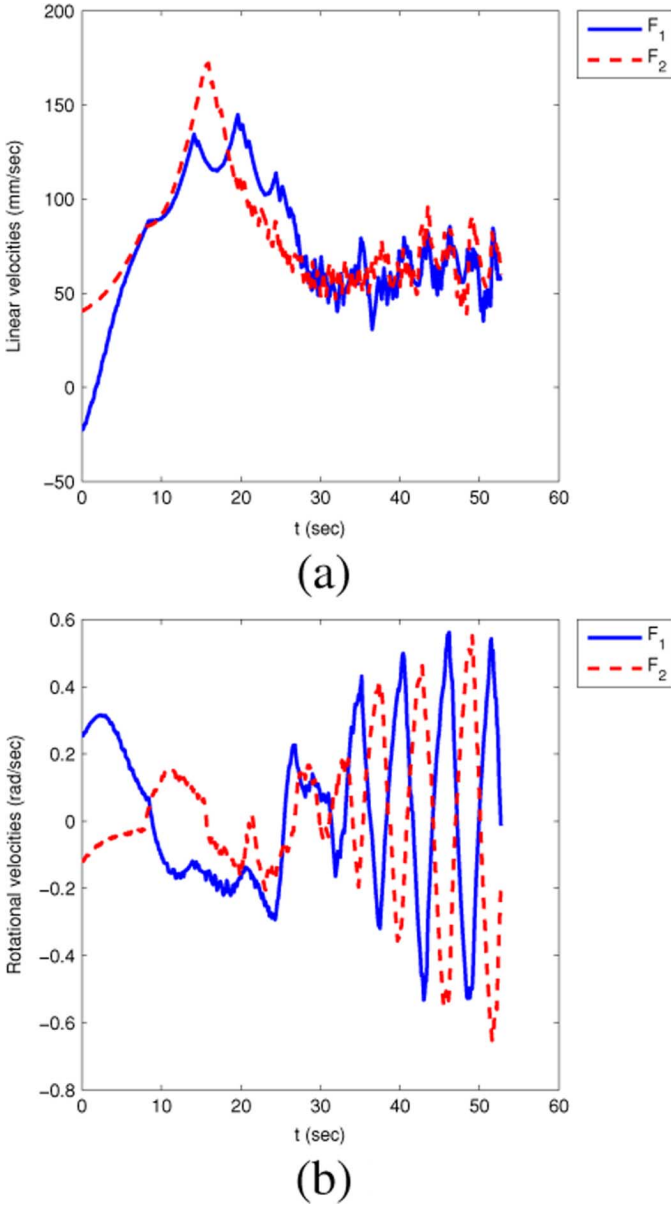 200
150
100
50
0
−50
Linear velocities (mm/sec)
0 10 20 30 40 50 60
t (sec)
F1
F2
(a)
0.6
0.4
0.2
0
−0.2
−0.4
−0.6
−0.8
Rotational velocities (rad/sec)
0 10 20 30 40 50 60
t (sec)
F1
F2
(b)